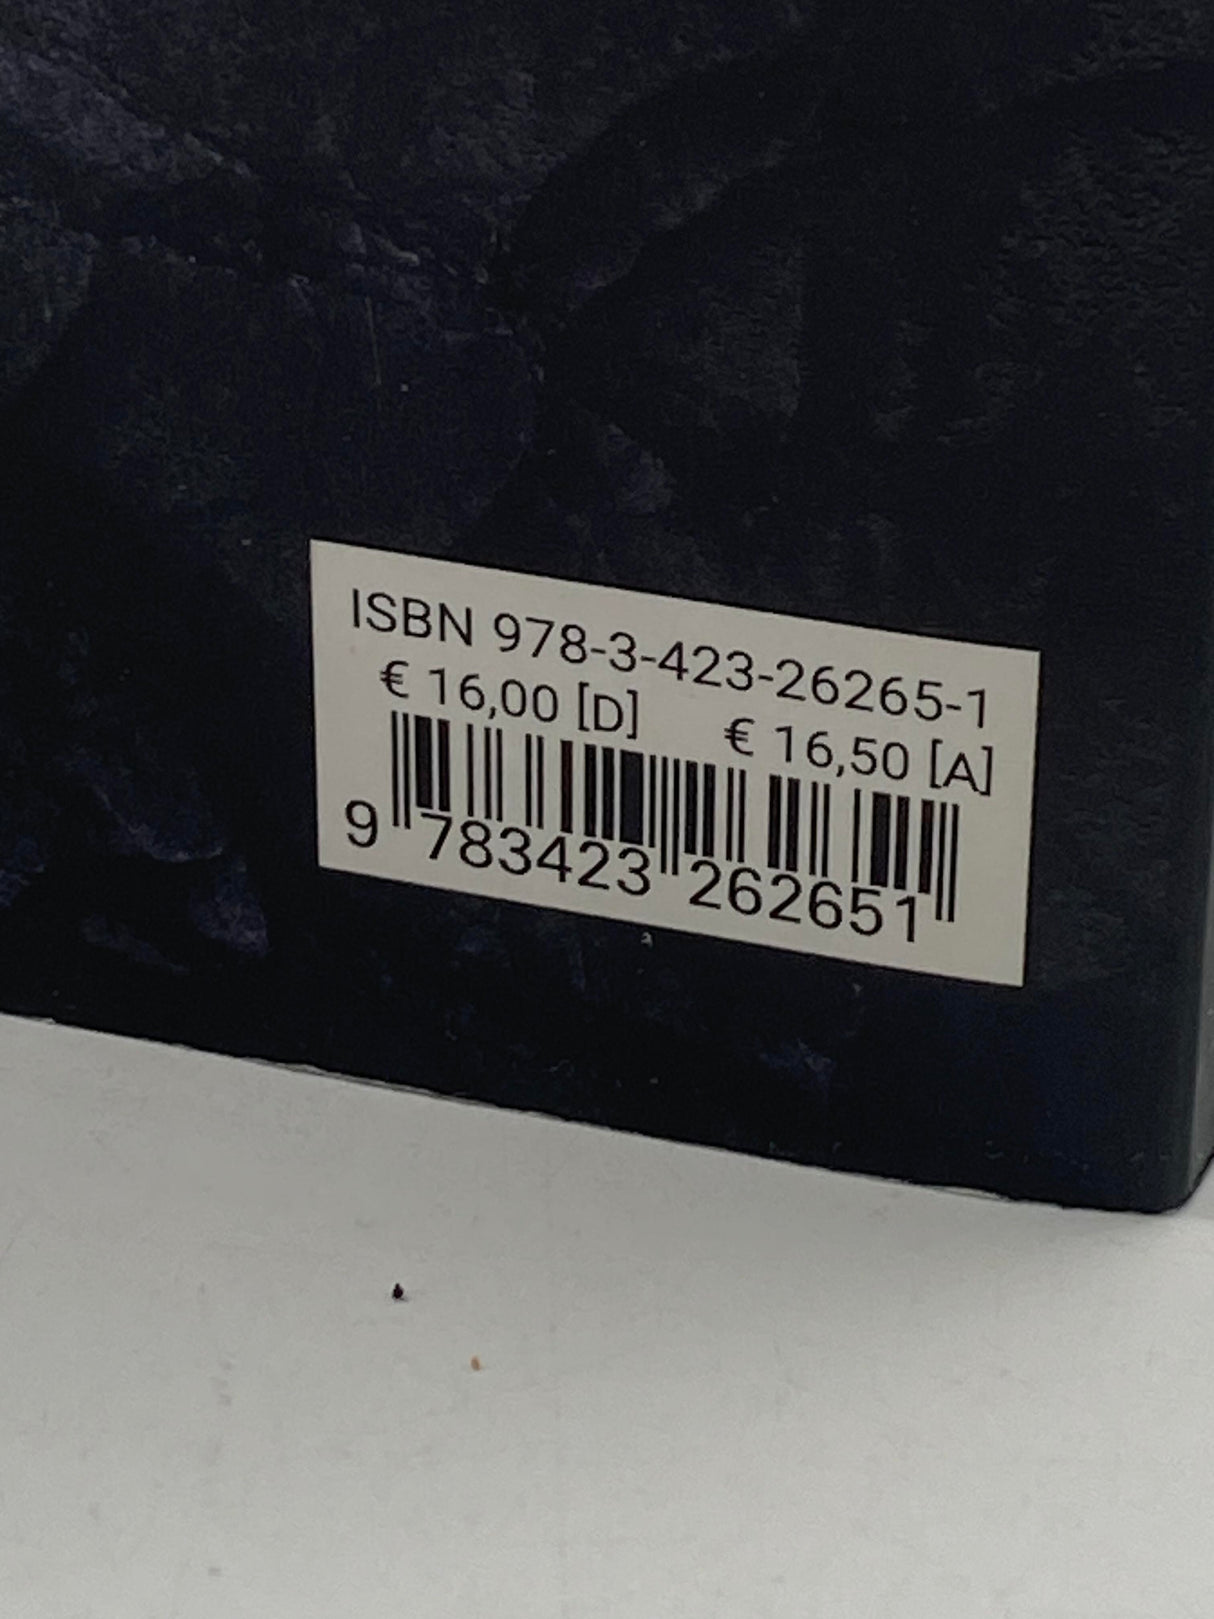 ISBN 978-3-423-26265-1
€ 16,00 [D] € 16,50 [A]
9 783423 262651